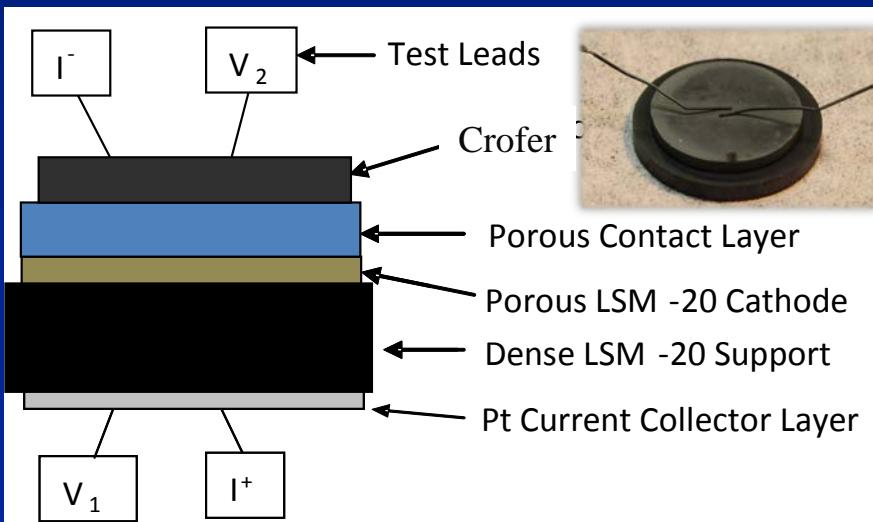 I- V2 Test Leads
Crofer
Porous Contact Layer
Porous LSM -20 Cathode
Dense LSM -20 Support
Pt Current Collector Layer
V1 I+